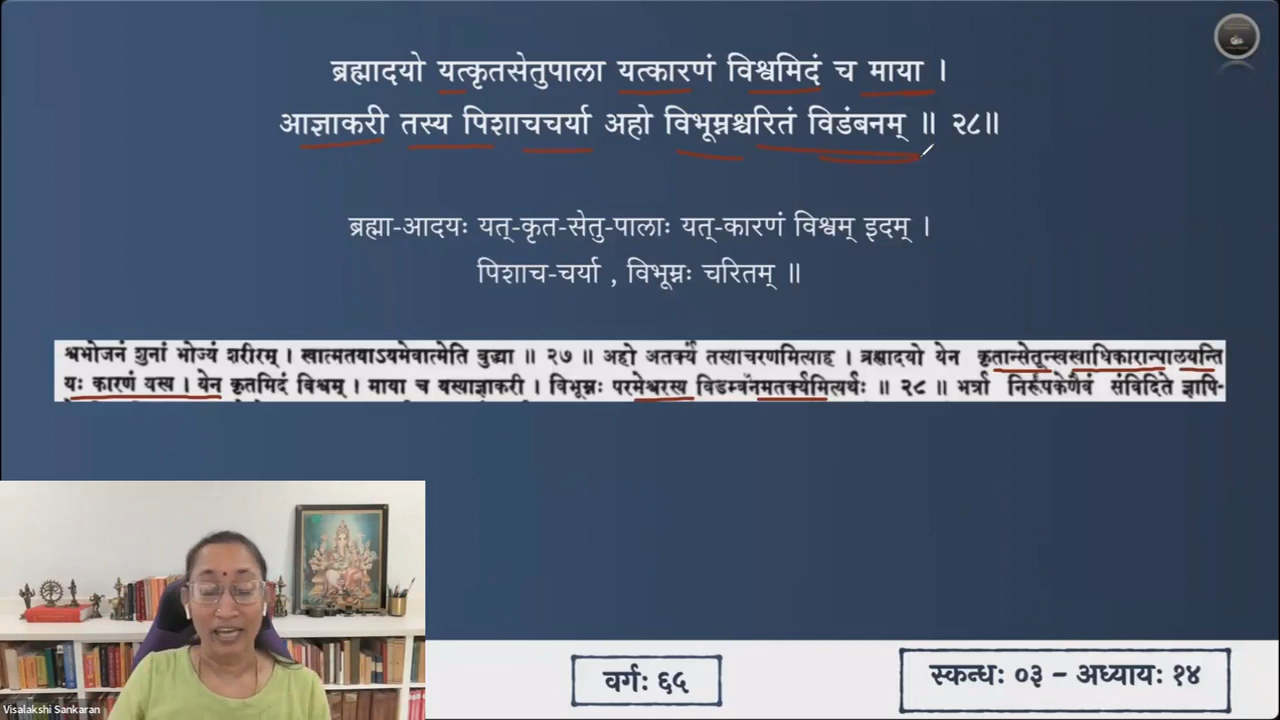 ब्रह्मादयो यत्कृतसेतुपाला यत्कारणं विश्वमिदं च माया ।
आज्ञाकरी तस्य पिशाचचर्या अहो विभूम्नश्चरितं विडंबनम् ॥ २८॥
ब्रह्मा-आदयः यत्-कृत-सेतु-पालाः यत्-कारणं विश्वम् इदम् ।
पिशाच-चर्या , विभूम्नः चरितम् ॥
श्वभोजनं शुनां भोज्यं शरीरम् । स्वात्मतयाऽयमेवात्मेति बुद्ध्या ॥ २७ ॥ अहो अतर्क्यं तस्याचरणमित्याह । ब्रह्मादयो येन कृतान्सेतून्स्वस्वाधिकारान्पालयन्ति
यः कारणं यस्य । येन कृतमिदं विश्वम् । माया च यस्याज्ञाकरी । विभूम्नः परमेश्वरस्य विडम्बनमतर्क्यमित्यर्थः ॥ २८ ॥ भर्त्रा निरूपकेणैवं संविदिते ज्ञापि-
Visalakshi Sankaran
वर्गः ६५
स्कन्धः ०३ – अध्यायः १४